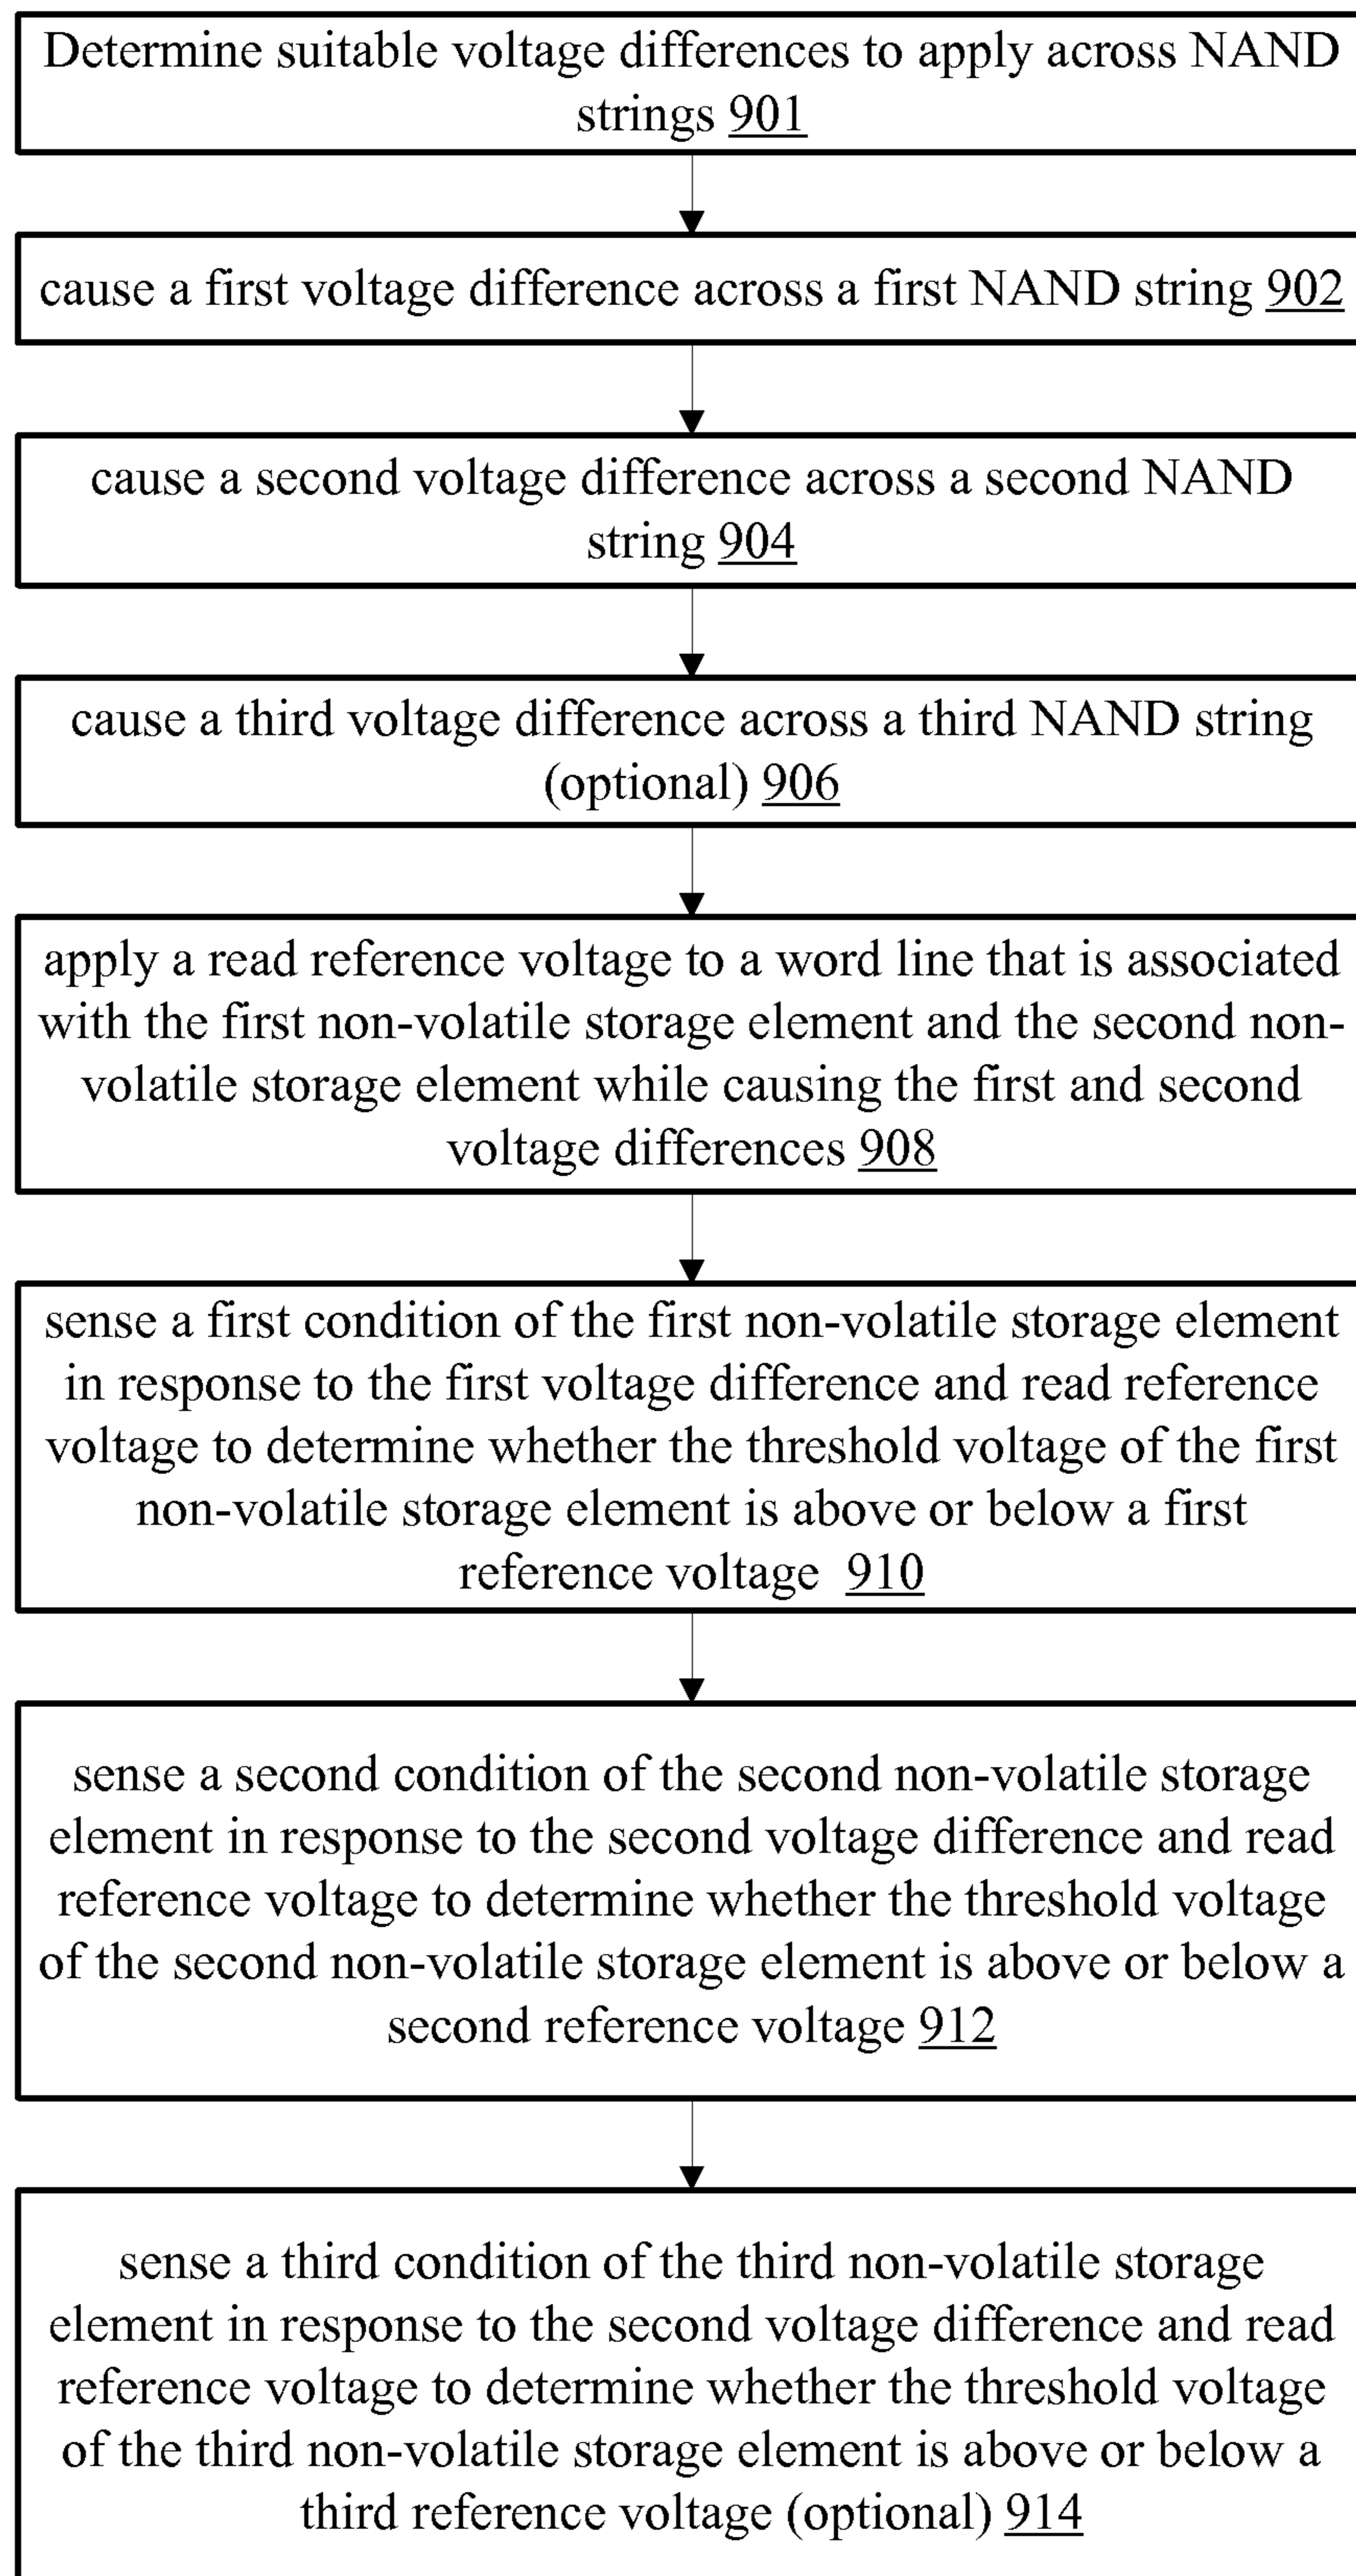 Determine suitable voltage differences to apply across NAND
strings 901
cause a first voltage difference across a first NAND string 902
cause a second voltage difference across a second NAND
string 904
cause a third voltage difference across a third NAND string
(optional) 906
apply a read reference voltage to a word line that is associated
with the first non-volatile storage element and the second non-
volatile storage element while causing the first and second
voltage differences 908
sense a first condition of the first non-volatile storage element
in response to the first voltage difference and read reference
voltage to determine whether the threshold voltage of the first
non-volatile storage element is above or below a first
reference voltage 910
sense a second condition of the second non-volatile storage
element in response to the second voltage difference and read
reference voltage to determine whether the threshold voltage
of the second non-volatile storage element is above or below a
second reference voltage 912
sense a third condition of the third non-volatile storage
element in response to the second voltage difference and read
reference voltage to determine whether the threshold voltage
of the third non-volatile storage element is above or below a
third reference voltage (optional) 914